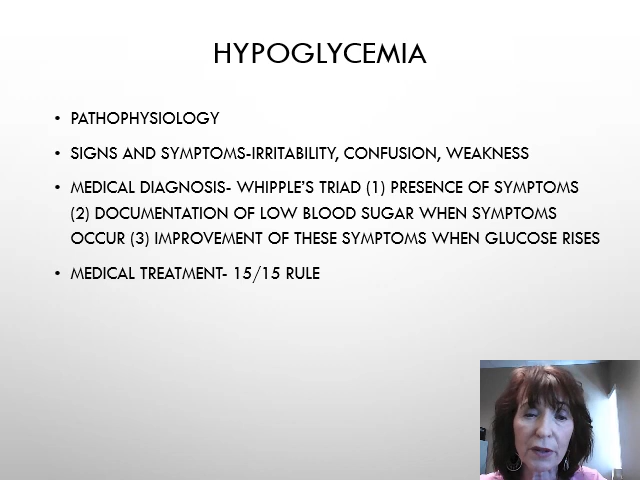 HYPOGLYCEMIA
• PATHOPHYSIOLOGY
• SIGNS AND SYMPTOMS-IRRITABILITY, CONFUSION, WEAKNESS
• MEDICAL DIAGNOSIS- WHIPPLE'S TRIAD (1) PRESENCE OF SYMPTOMS
(2) DOCUMENTATION OF LOW BLOOD SUGAR WHEN SYMPTOMS
OCCUR (3) IMPROVEMENT OF THESE SYMPTOMS WHEN GLUCOSE RISES
• MEDICAL TREATMENT- 15/15 RULE